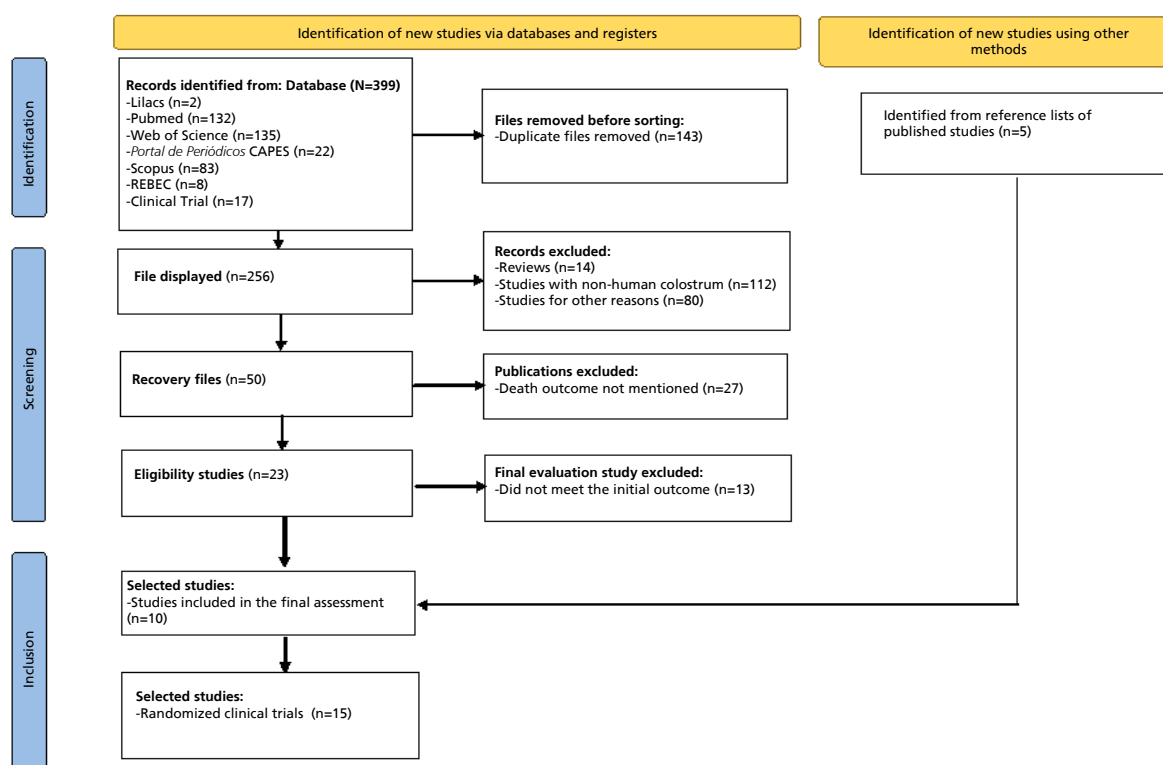 Identification of new studies via databases and registers
Identification of new studies using other
methods
Identification
Records identified from: Database (N=399)
-Lilacs (n=2)
-Pubmed (n=132)
-Web of Science (n=135)
-Portal de Periódicos CAPES (n=22)
-Scopus (n=83)
-REBEC (n=8)
-Clinical Trial (n=17)
Files removed before sorting:
-Duplicate files removed (n=143)
Identified from reference lists of
published studies (n=5)
Screening
File displayed (n=256)
Records excluded:
-Reviews (n=14)
-Studies with non-human colostrum (n=112)
-Studies for other reasons (n=80)
Recovery files (n=50)
Publications excluded:
-Death outcome not mentioned (n=27)
Eligibility studies (n=23)
Final evaluation study excluded:
-Did not meet the initial outcome (n=13)
Inclusion
Selected studies:
-Studies included in the final assessment
(n=10)
Selected studies:
-Randomized clinical trials (n=15)